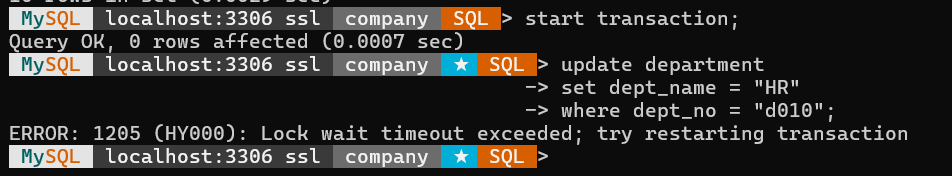 MySQL localhost:3306 ssl company SQL > start transaction;
Query OK, 0 rows affected (0.0007 sec)
MySQL localhost:3306 ssl company ★ SQL > update department
-> set dept_name = "HR"
-> where dept_no = "d010";
ERROR: 1205 (HY000): Lock wait timeout exceeded; try restarting transaction
MySQL localhost:3306 ssl company ★ SQL >